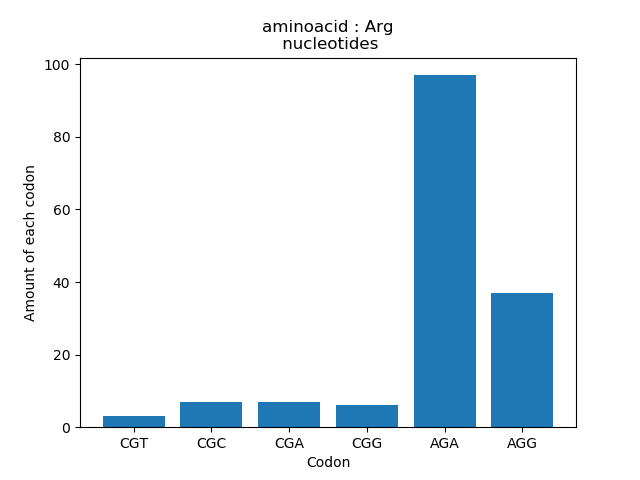 aminoacid : Arg
nucleotides
Amount of each codon
100
80
60
40
20
0
CGT CGC CGA CGG AGA AGG
Codon